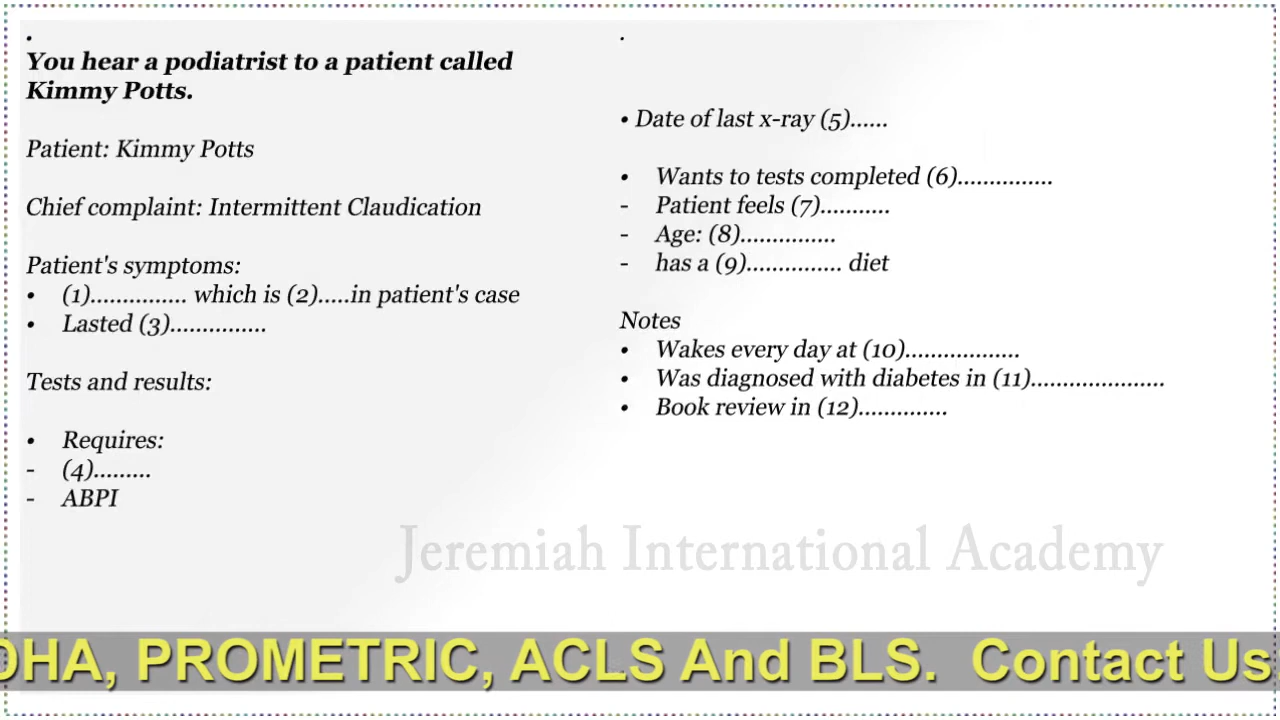 .
You hear a podiatrist to a patient called
Kimmy Potts.
Patient: Kimmy Potts
Chief complaint: Intermittent Claudication
Patient's symptoms:
• (1)............... which is (2).....in patient's case
• Lasted (3)...............
Tests and results:
• Requires:
- (4).........
- ABPI
.
• Date of last x-ray (5)......
• Wants to tests completed (6)...............
- Patient feels (7)...........
- Age: (8)...............
- has a (9)............... diet
Notes
• Wakes every day at (10)..................
• Was diagnosed with diabetes in (11).....................
• Book review in (12)..............
Jeremiah International Academy
OHA, PROMETRIC, ACLS And BLS. Contact Us